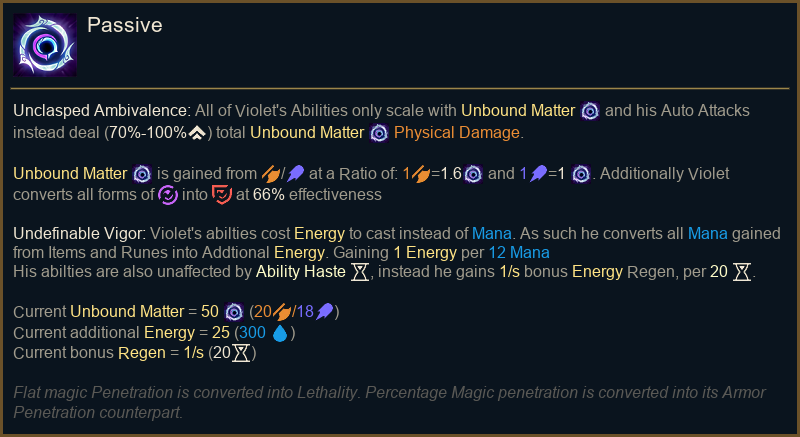 Passive
Unclasped Ambivalence: All of Violet's Abilities only scale with Unbound Matter and his Auto Attacks
instead deal (70%-100%) total Unbound Matter Physical Damage.
Unbound Matter is gained from / at a Ratio of: 1=1.6 and 1=1 . Additionally Violet
converts all forms of into at 66% effectiveness
Undefinable Vigor: Violet's abilties cost Energy to cast instead of Mana. As such he converts all Mana gained
from Items and Runes into Addtional Energy. Gaining 1 Energy per 12 Mana
His abilties are also unaffected by Ability Haste , instead he gains 1/s bonus Energy Regen, per 20 .
Current Unbound Matter = 50 (20/18)
Current additional Energy = 25 (300 )
Current bonus Regen = 1/s (20)
Flat magic Penetration is converted into Lethality. Percentage Magic penetration is converted into its Armor
Penetration counterpart.